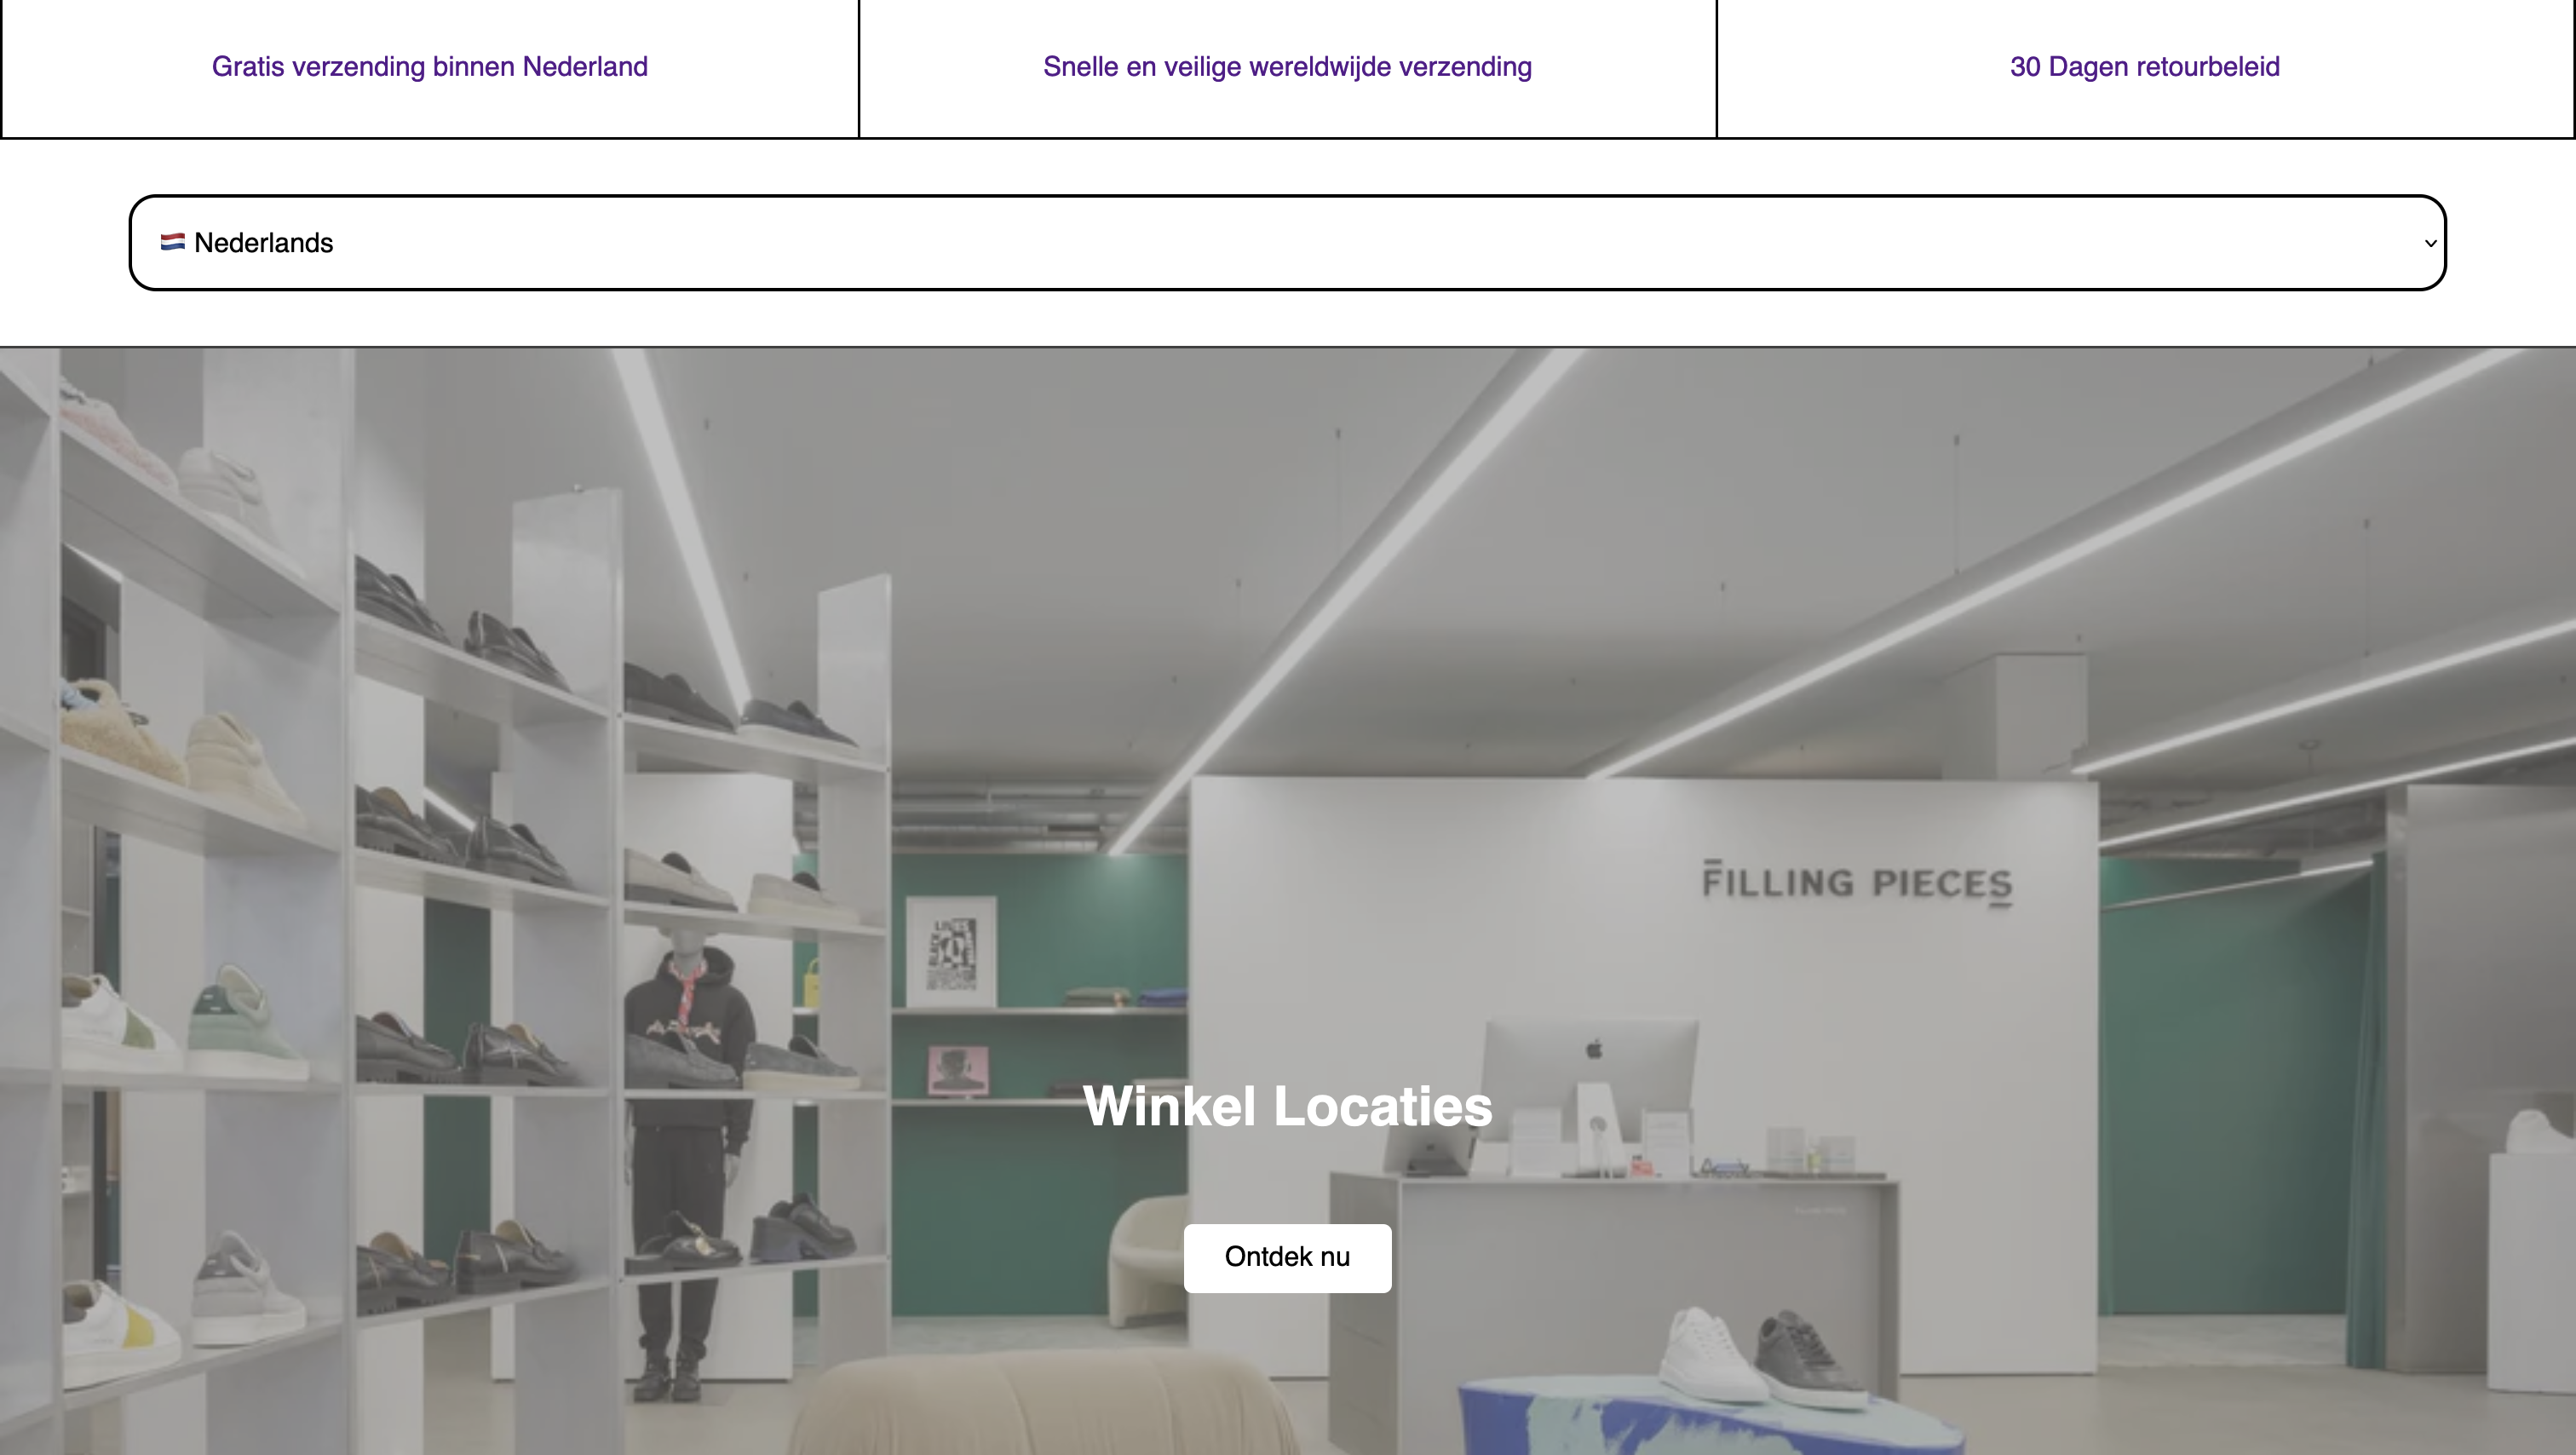 Gratis verzending binnen Nederland
Snelle en veilige wereldwijde verzending
30 Dagen retourbeleid
Nederlands
FILLING PIECES
Winkel Locaties
Ontdek nu